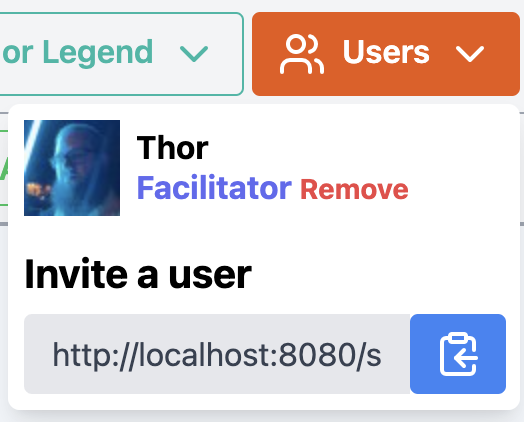 or Legend
Users
Thor
Facilitator Remove
Invite a user
http://localhost:8080/s